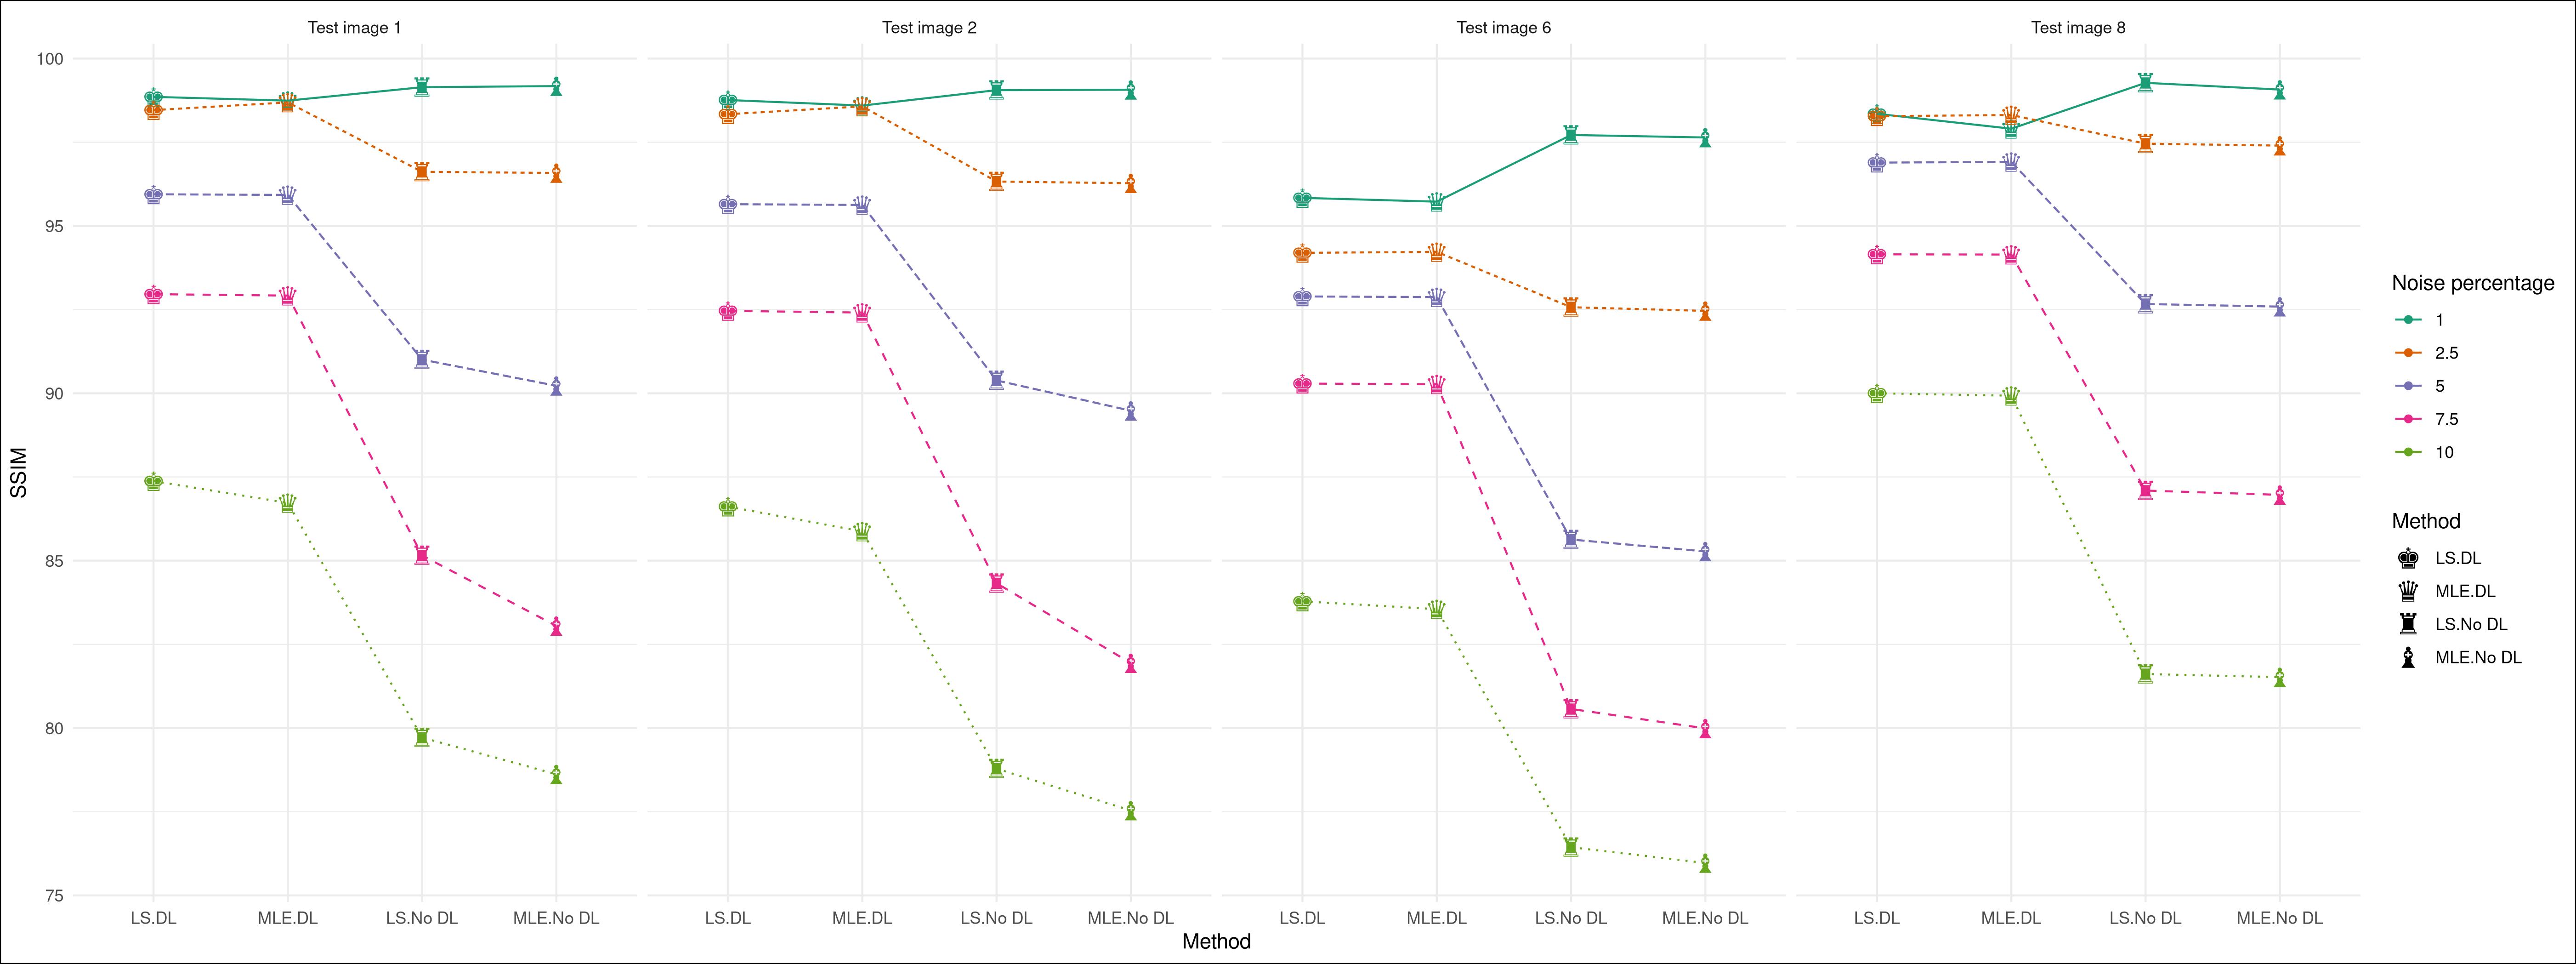 Test image 1
Test image 2
Test image 6
Test image 8
100
95
90
85
80
75
SSIM
LS.DL MLE.DL LS.No DL MLE.No DL
LS.DL MLE.DL LS.No DL MLE.No DL
LS.DL MLE.DL LS.No DL MLE.No DL
LS.DL MLE.DL LS.No DL MLE.No DL
Method
Noise percentage
1
2.5
5
7.5
10
Method
LS.DL
MLE.DL
LS.No DL
MLE.No DL